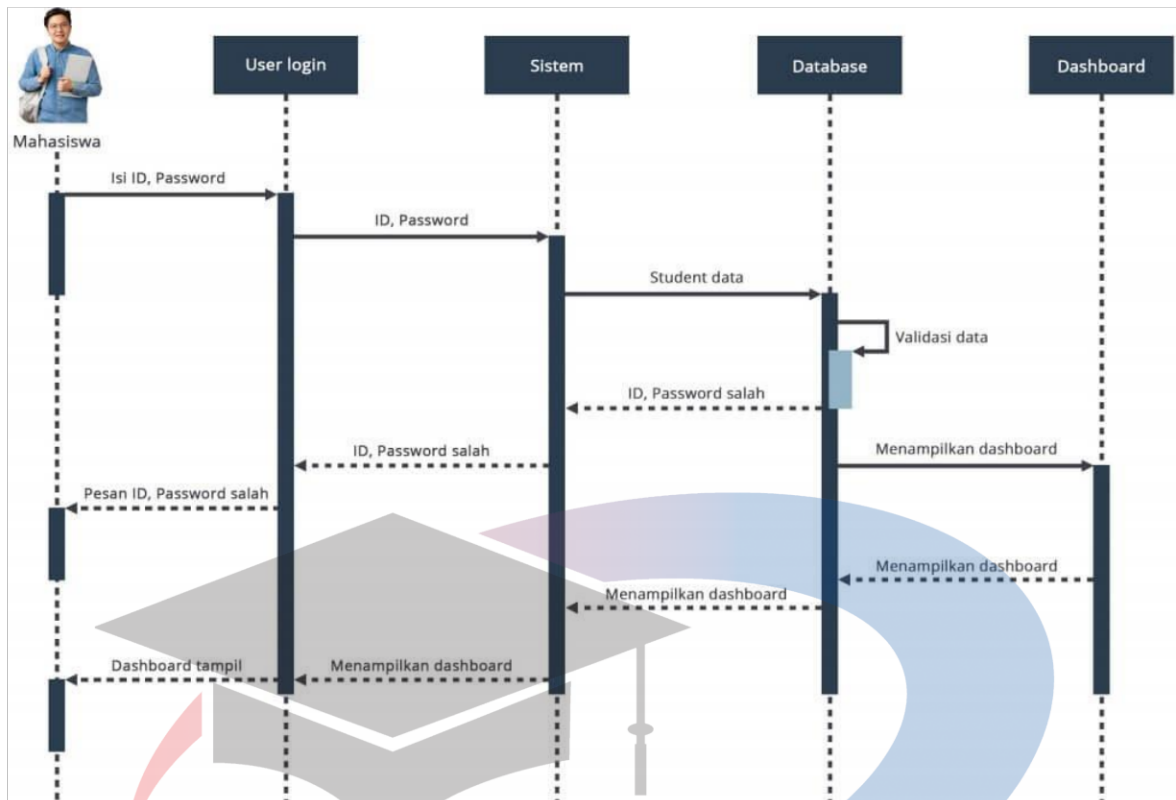 User login
Sistem
Database
Dashboard
Mahasiswa
Isi ID, Password
ID, Password
Student data
Validasi data
ID, Password salah
ID, Password salah
Menampilkan dashboard
Pesan ID, Password salah
Menampilkan dashboard
Menampilkan dashboard
Dashboard tampil
Menampilkan dashboard